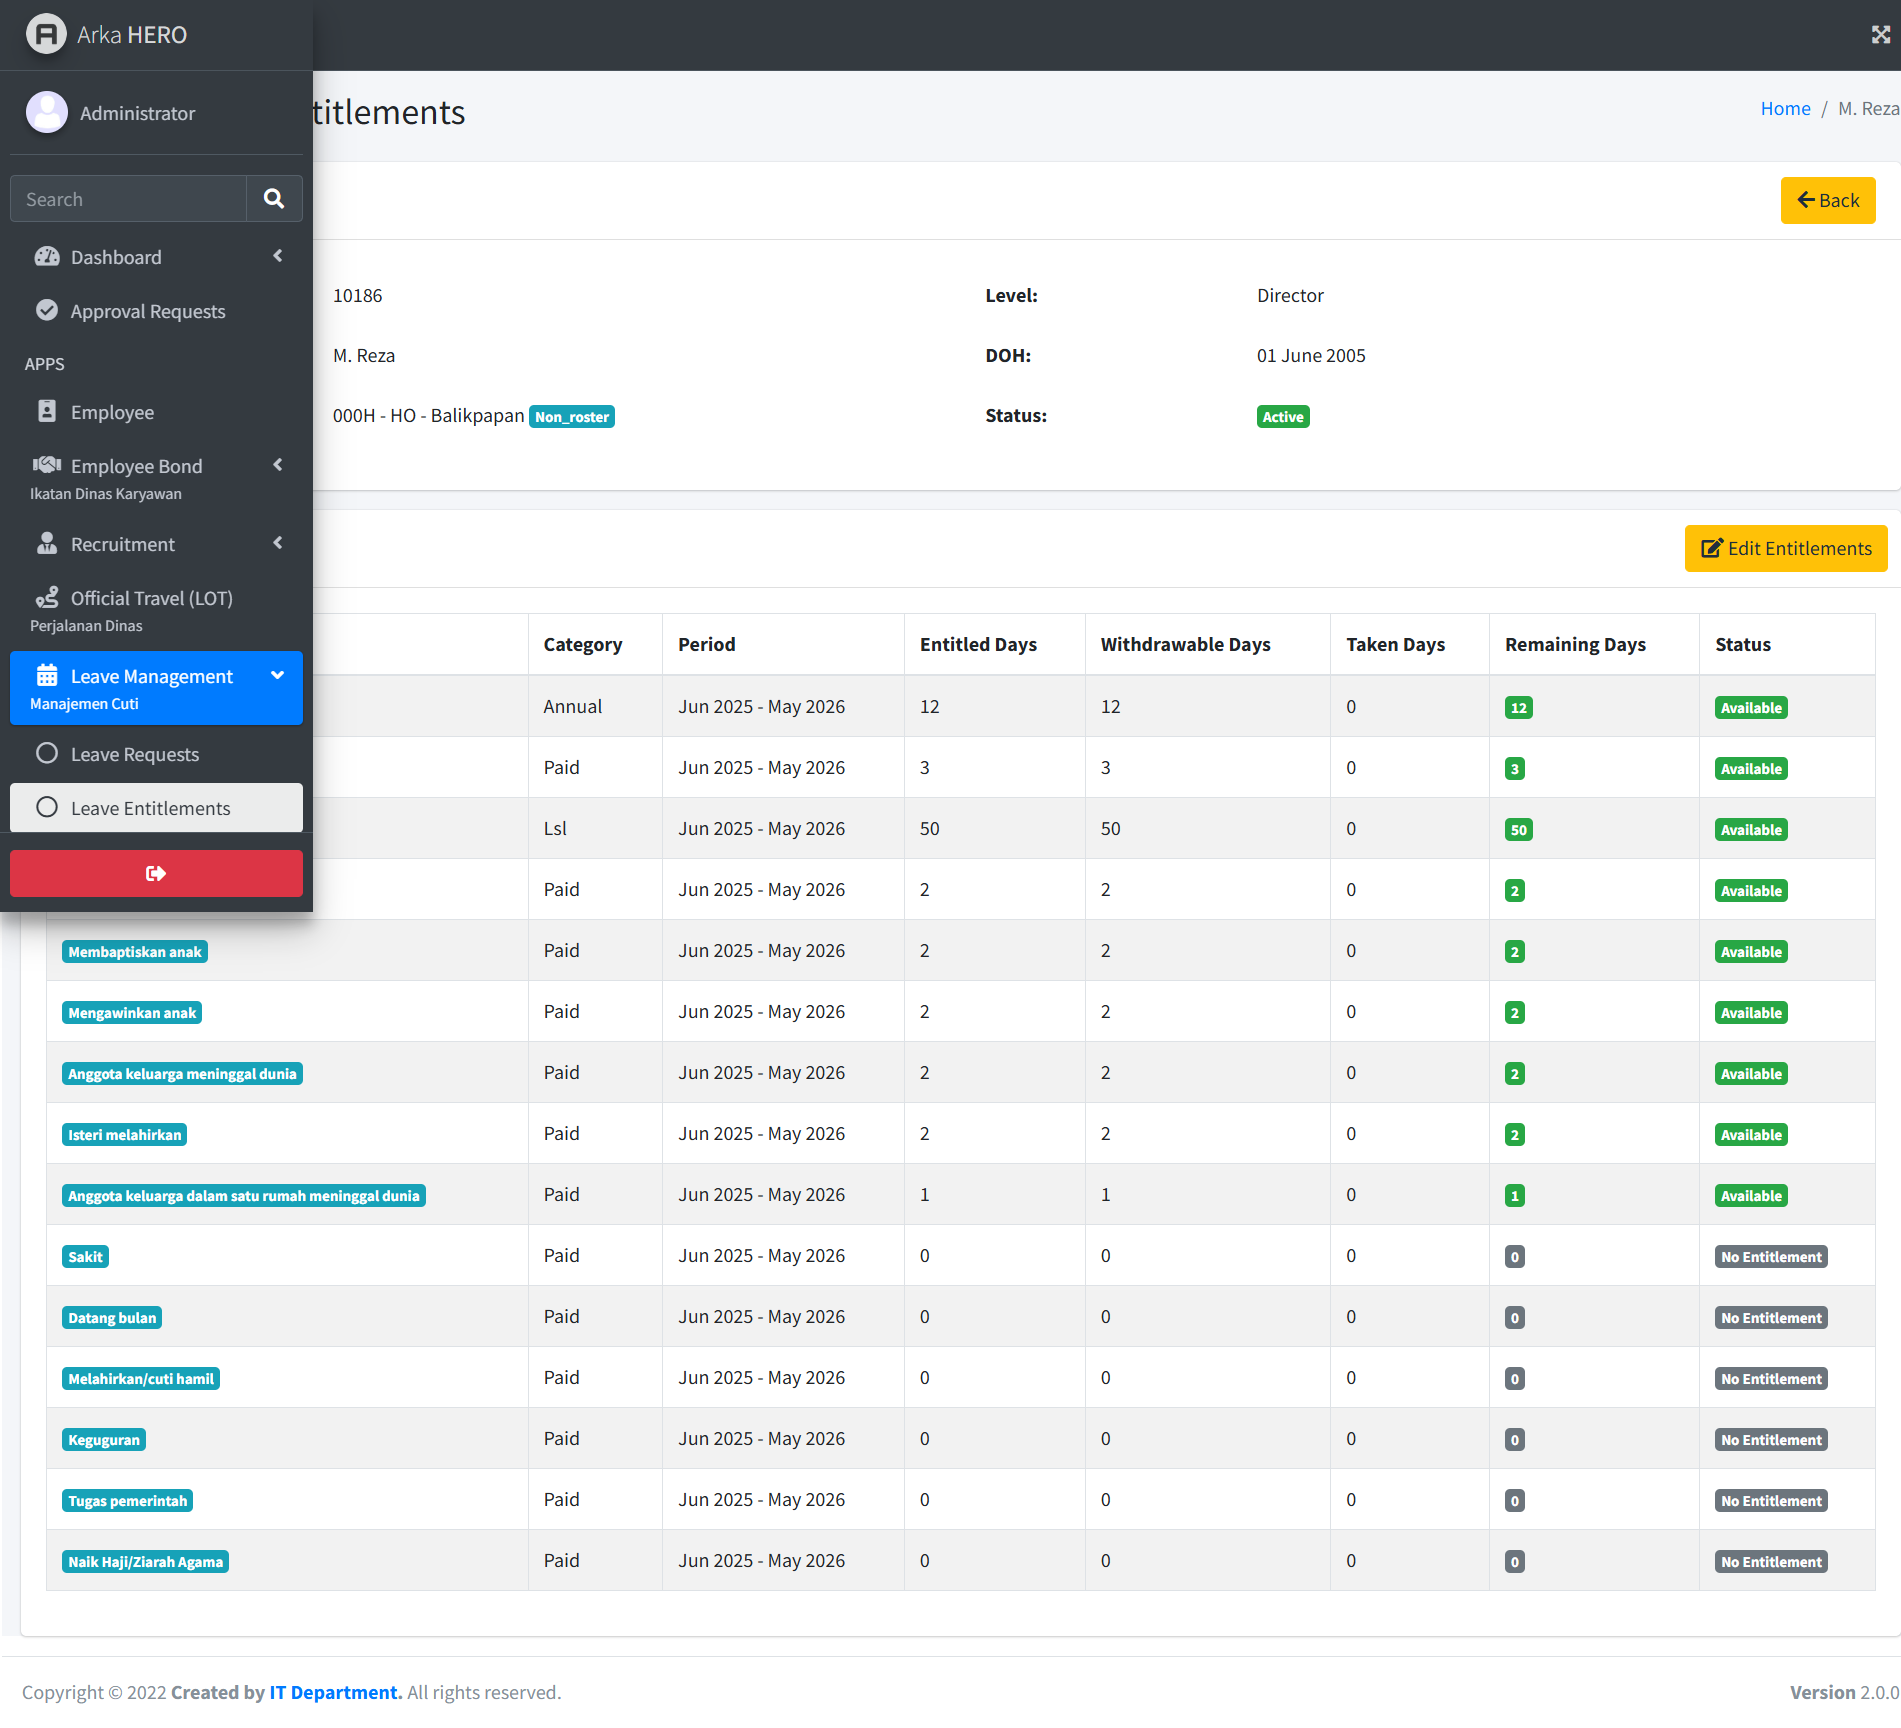 Arka HERO
Administrator
Search
Dashboard
Approval Requests
APPS
Employee
Employee Bond
Ikatan Dinas Karyawan
Recruitment
Official Travel (LOT)
Perjalanan Dinas
Leave Management
Manajemen Cuti
Leave Requests
Leave Entitlements
titlements
Home / M. Reza
Back
10186 Level: Director
M. Reza DOH: 01 June 2005
000H - HO - Balikpapan Non_roster Status: Active
Edit Entitlements
Category Period Entitled Days Withdrawable Days Taken Days Remaining Days Status
Annual Jun 2025 - May 2026 12 12 0 12 Available
Paid Jun 2025 - May 2026 3 3 0 3 Available
Lsl Jun 2025 - May 2026 50 50 0 50 Available
Paid Jun 2025 - May 2026 2 2 0 2 Available
Membaptiskan anak Paid Jun 2025 - May 2026 2 2 0 2 Available
Mengawinkan anak Paid Jun 2025 - May 2026 2 2 0 2 Available
Anggota keluarga meninggal dunia Paid Jun 2025 - May 2026 2 2 0 2 Available
Isteri melahirkan Paid Jun 2025 - May 2026 2 2 0 2 Available
Anggota keluarga dalam satu rumah meninggal dunia Paid Jun 2025 - May 2026 1 1 0 1 Available
Sakit Paid Jun 2025 - May 2026 0 0 0 0 No Entitlement
Datang bulan Paid Jun 2025 - May 2026 0 0 0 0 No Entitlement
Melahirkan/cuti hamil Paid Jun 2025 - May 2026 0 0 0 0 No Entitlement
Keguguran Paid Jun 2025 - May 2026 0 0 0 0 No Entitlement
Tugas pemerintah Paid Jun 2025 - May 2026 0 0 0 0 No Entitlement
Naik Haji/Ziarah Agama Paid Jun 2025 - May 2026 0 0 0 0 No Entitlement
Copyright © 2022 Created by IT Department. All rights reserved. Version 2.0.0